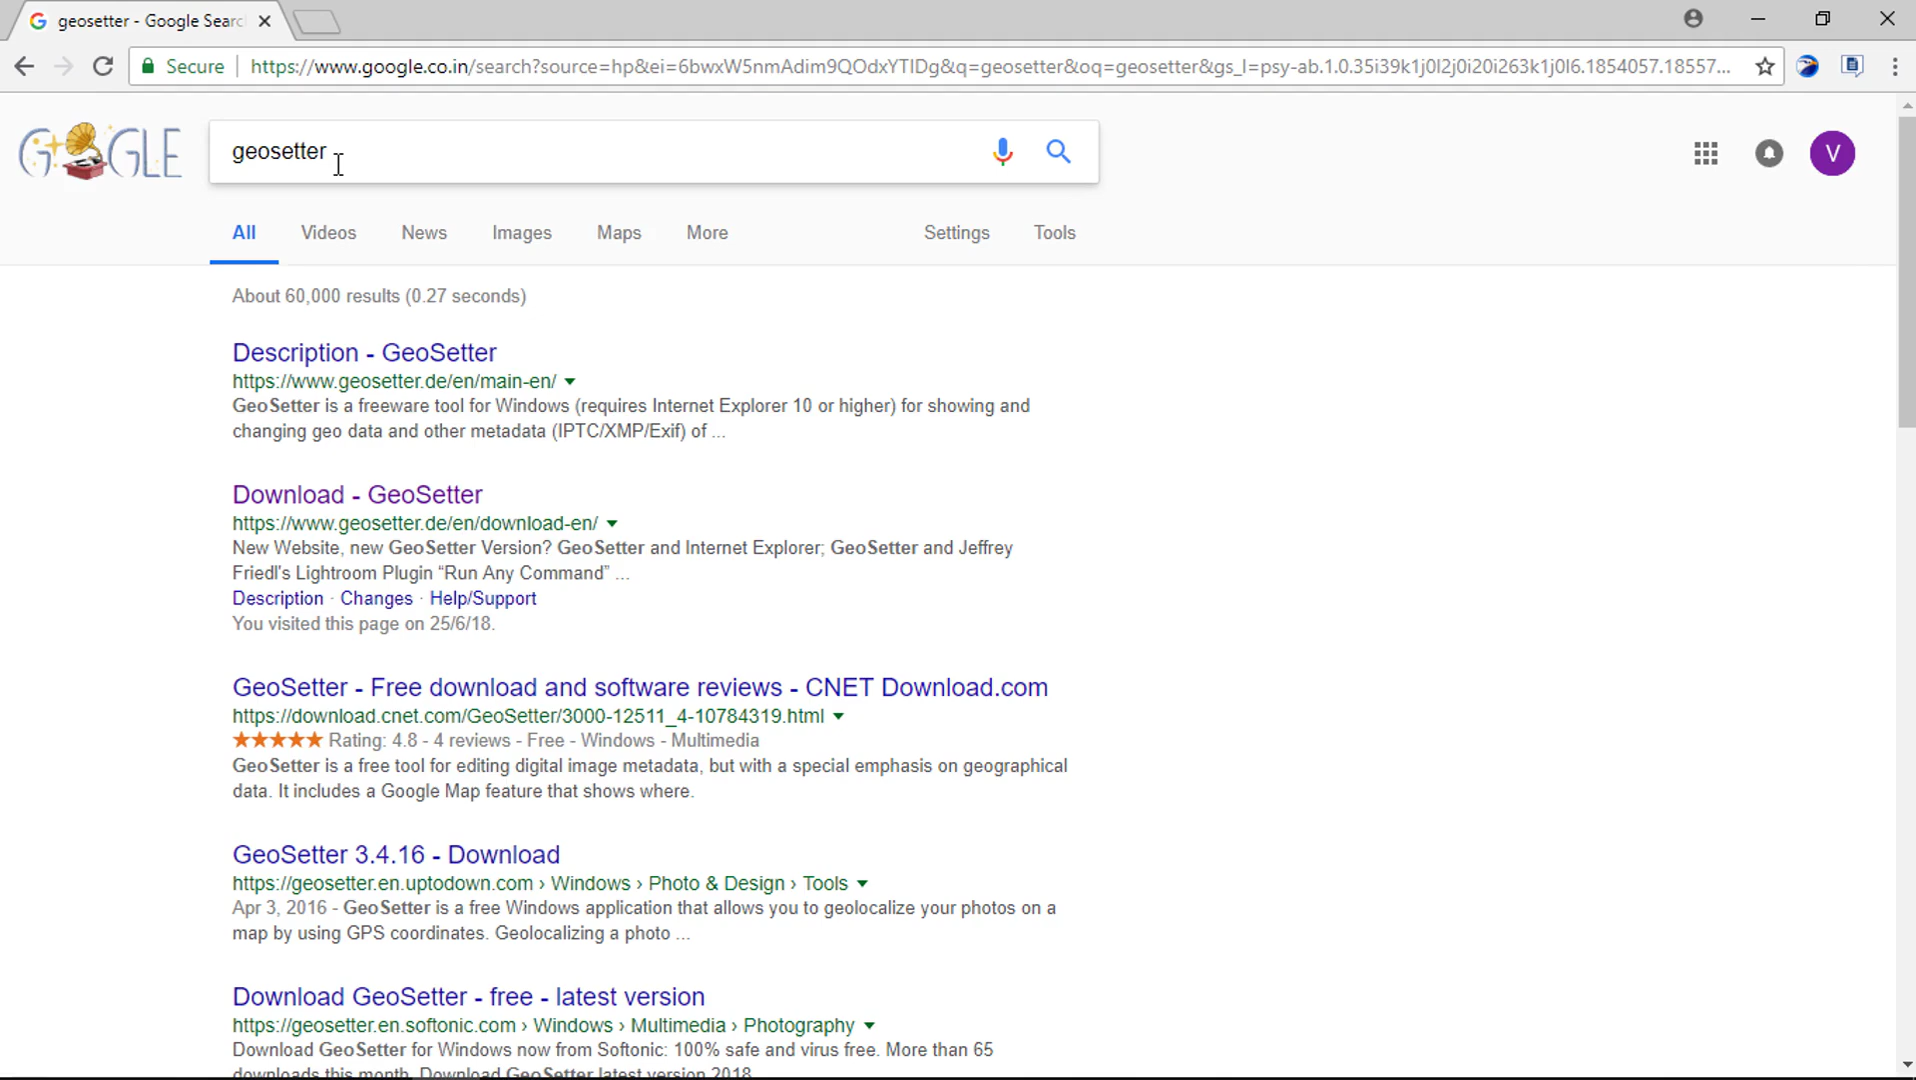 geosetter - Google Searc
Secure https://www.google.co.in/search?source=hp&ei=6bwxW5nmAdim9QOdxYTIDg&q=geosetter&oq=geosetter&gs_l=psy-ab.1.0.35i39k1j0l2j0i20i263k1j0l6.1854057.18557...
GOOGLE
geosetter
V
All Videos News Images Maps More Settings Tools
About 60,000 results (0.27 seconds)
Description - GeoSetter
https://www.geosetter.de/en/main-en/
GeoSetter is a freeware tool for Windows (requires Internet Explorer 10 or higher) for showing and
changing geo data and other metadata (IPTC/XMP/Exif) of ...
Download - GeoSetter
https://www.geosetter.de/en/download-en/
New Website, new GeoSetter Version? GeoSetter and Internet Explorer; GeoSetter and Jeffrey
Friedl's Lightroom Plugin “Run Any Command” ...
Description · Changes · Help/Support
You visited this page on 25/6/18.
GeoSetter - Free download and software reviews - CNET Download.com
https://download.cnet.com/GeoSetter/3000-12511_4-10784319.html
Rating: 4.8 - 4 reviews - Free - Windows - Multimedia
GeoSetter is a free tool for editing digital image metadata, but with a special emphasis on geographical
data. It includes a Google Map feature that shows where.
GeoSetter 3.4.16 - Download
https://geosetter.en.uptodown.com › Windows › Photo & Design › Tools
Apr 3, 2016 - GeoSetter is a free Windows application that allows you to geolocalize your photos on a
map by using GPS coordinates. Geolocalizing a photo ...
Download GeoSetter - free - latest version
https://geosetter.en.softonic.com › Windows › Multimedia › Photography
Download GeoSetter for Windows now from Softonic: 100% safe and virus free. More than 65
downloads this month. Download GeoSetter latest version 2018